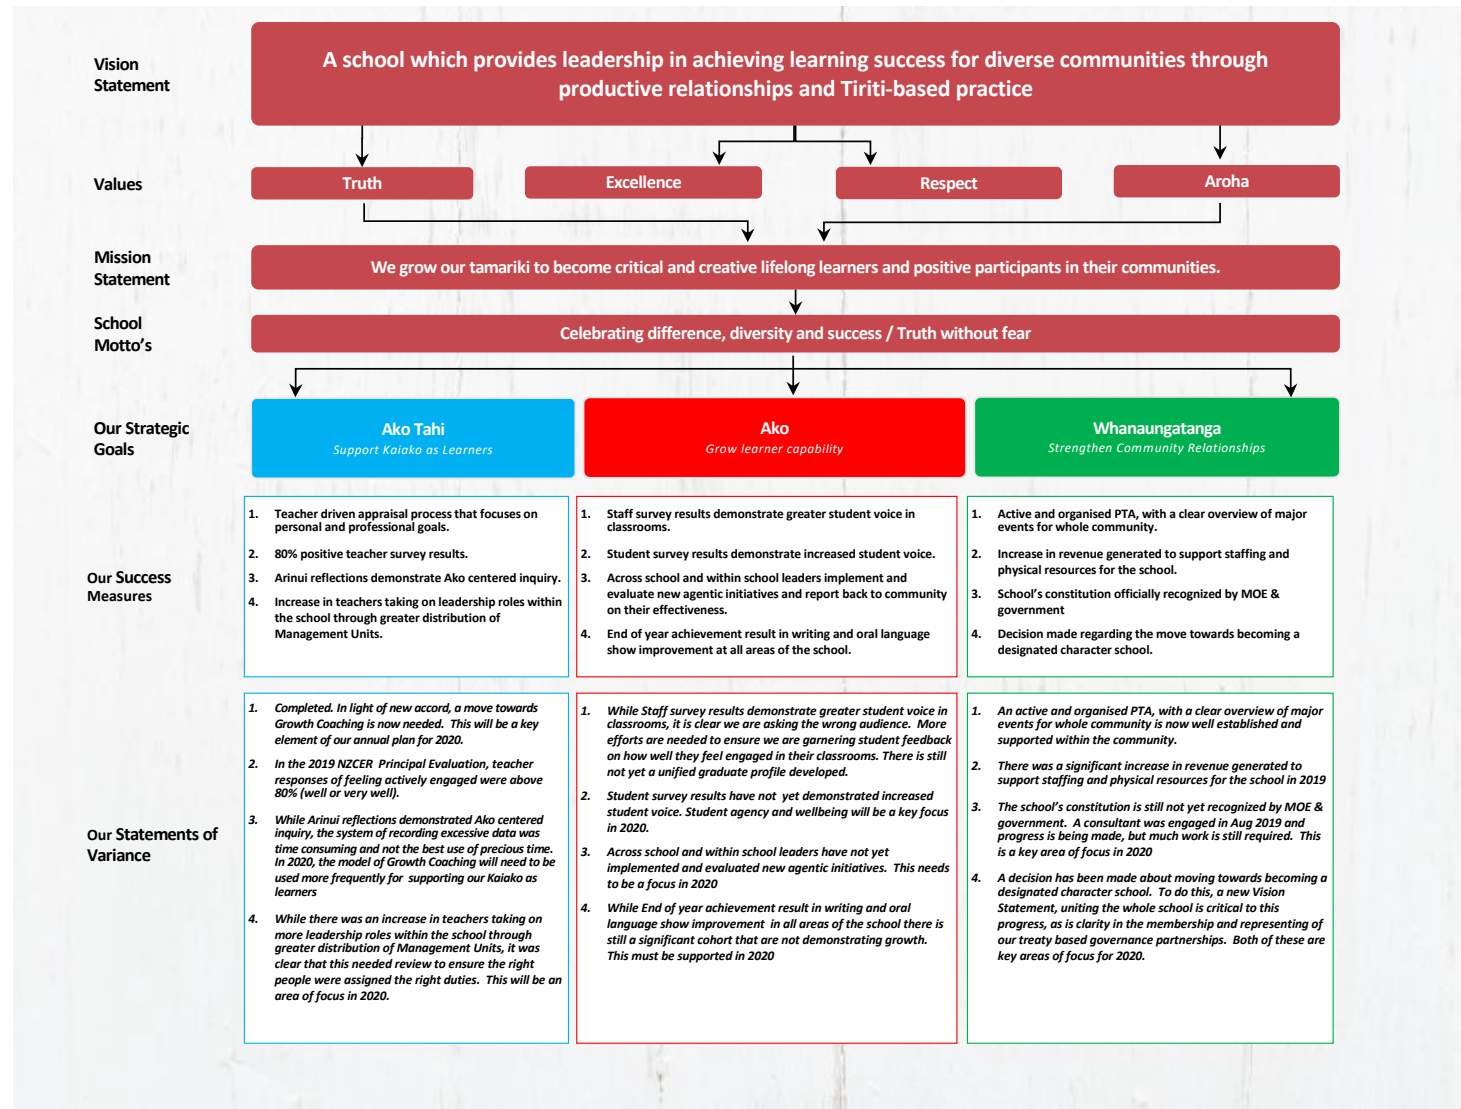 Vision
Statement
A school which provides leadership in achieving learning success for diverse communities through
productive relationships and Tiriti-based practice
Values
Truth
Excellence
Respect
Aroha
Mission
Statement
We grow our tamariki to become critical and creative lifelong learners and positive participants in their communities.
School
Motto's
Celebrating difference, diversity and success / Truth without fear
Our Strategic
Goals
Ako Tahi
Support Kaiako as Learners
Ako
Grow learner capability
Whanaungatanga
Strengthen Community Relationships
Our Success
Measures
1. Teacher driven appraisal process that focuses on
personal and professional goals.
2. 80% positive teacher survey results.
3. Arinui reflections demonstrate Ako centered inquiry.
4. Increase in teachers taking on leadership roles within
the school through greater distribution of
Management Units.
1. Staff survey results demonstrate greater student voice in
classrooms.
2. Student survey results demonstrate increased student voice.
3. Across school and within school leaders implement and
evaluate new agentic initiatives and report back to community
on their effectiveness.
4. End of year achievement result in writing and oral language
show improvement at all areas of the school.
1. Active and organised PTA, with a clear overview of major
events for whole community.
2. Increase in revenue generated to support staffing and
physical resources for the school.
3. School's constitution officially recognized by MOE &
government
4. Decision made regarding the move towards becoming a
designated character school.
Our Statements of
Variance
1. Completed. In light of new accord, a move towards
Growth Coaching is now needed. This will be a key
element of our annual plan for 2020.
2. In the 2019 NZCER Principal Evaluation, teacher
responses of feeling actively engaged were above
80% (well or very well).
3. While Arinui reflections demonstrated Ako centered
inquiry, the system of recording excessive data was
time consuming and not the best use of precious time.
In 2020, the model of Growth Coaching will need to be
used more frequently for supporting our Kaiako as
learners
4. While there was an increase in teachers taking on
more leadership roles within the school through
greater distribution of Management Units, it was
clear that this needed review to ensure the right
people were assigned the right duties. This will be an
area of focus in 2020.
1. While Staff survey results demonstrate greater student voice in
classrooms, it is clear we are asking the wrong audience. More
efforts are needed to ensure we are garnering student feedback
on how well they feel engaged in their classrooms. There is still
not yet a unified graduate profile developed.
2. Student survey results have not yet demonstrated increased
student voice. Student agency and wellbeing will be a key focus
in 2020.
3. Across school and within school leaders have not yet
implemented and evaluated new agentic initiatives. This needs
to be a focus in 2020
4. While End of year achievement result in writing and oral
language show improvement in all areas of the school there is
still a significant cohort that are not demonstrating growth.
This must be supported in 2020
1. An active and organised PTA, with a clear overview of major
events for whole community is now well established and
supported within the community.
2. There was a significant increase in revenue generated to
support staffing and physical resources for the school in 2019
3. The school's constitution is still not yet recognized by MOE &
government. A consultant was engaged in Aug 2019 and
progress is being made, but much work is still required. This
is a key area of focus in 2020
4. A decision has been made about moving towards becoming a
designated character school. To do this, a new Vision
Statement, uniting the whole school is critical to this
progress, as is clarity in the membership and representing of
our treaty based governance partnerships. Both of these are
key areas of focus for 2020.